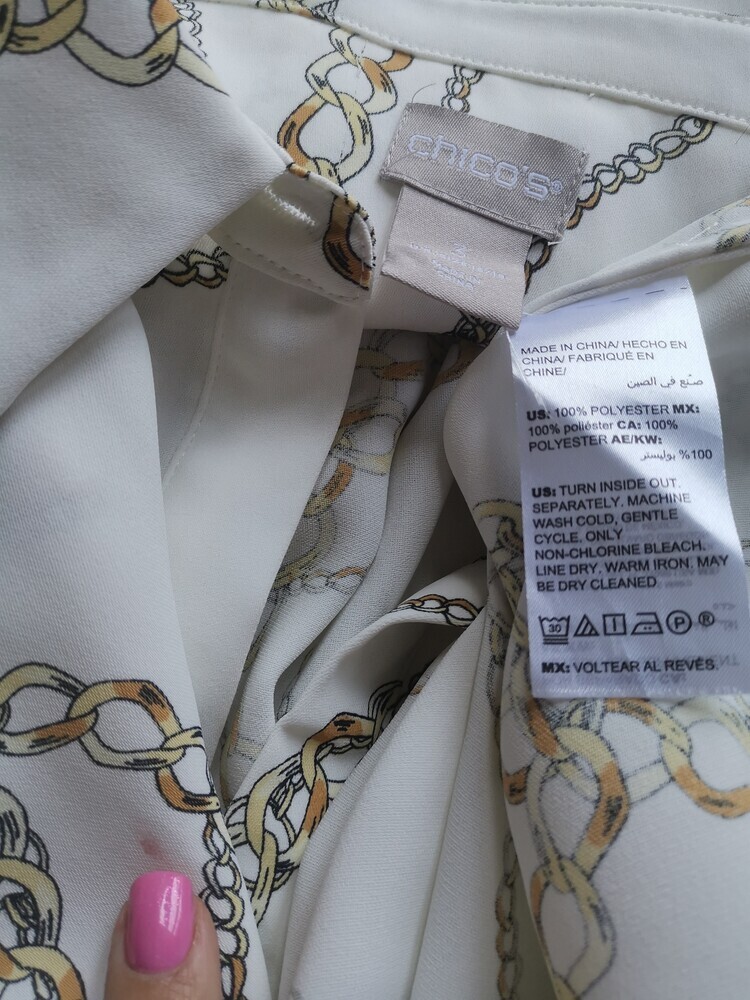 chico's®
2
MADE IN CHINA/ HECHO EN
CHINA/ FABRIQUÉ EN
CHINE/
صنع في الصين
US: 100% POLYESTER MX:
100% poliéster CA: 100%
POLYESTER AE/KW:
100% بوليستر
US: TURN INSIDE OUT.
SEPARATELY. MACHINE
WASH COLD, GENTLE
CYCLE. ONLY
NON-CHLORINE BLEACH.
LINE DRY. WARM IRON. MAY
BE DRY CLEANED
30 P ®
MX: VOLTEAR AL REVÉS.